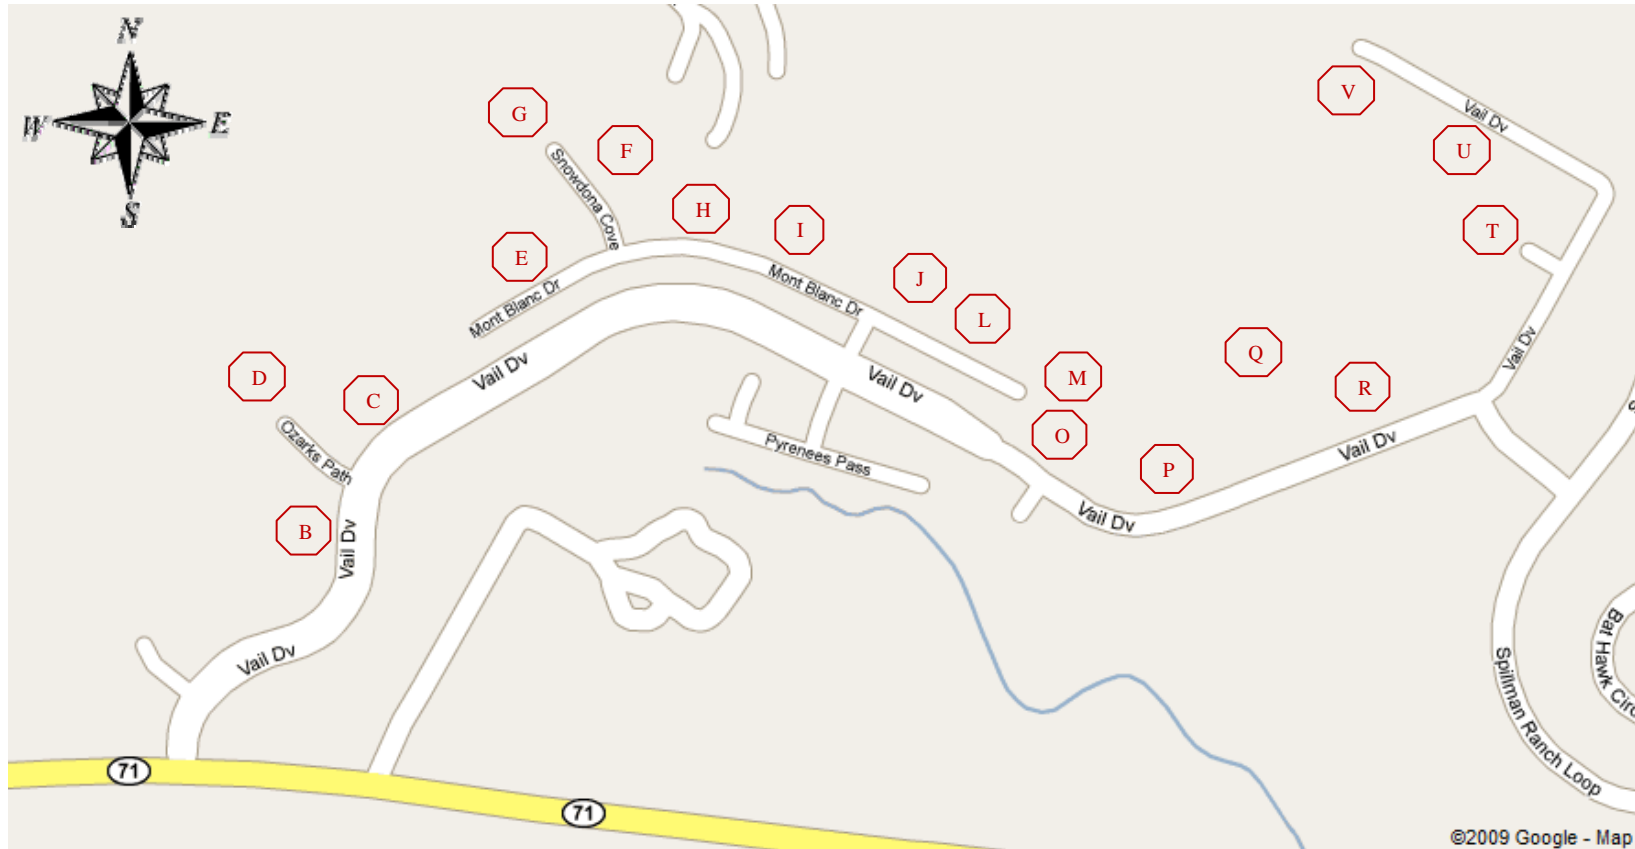 N
W
E
S
G
F
H
I
E
J
L
D
C
B
M
O
P
Q
R
T
U
V
Snowdona Cove
Mont Blanc Dr
Mont Blanc Dr
Ozarks Path
Vail Dv
Vail Dv
Vail Dv
Vail Dv
Vail Dv
Vail Dv
Vail Dv
Vail Dv
Pyrenees Pass
Spillman Ranch Loop
Bat Hawk Circ
71
71
©2009 Google - Map